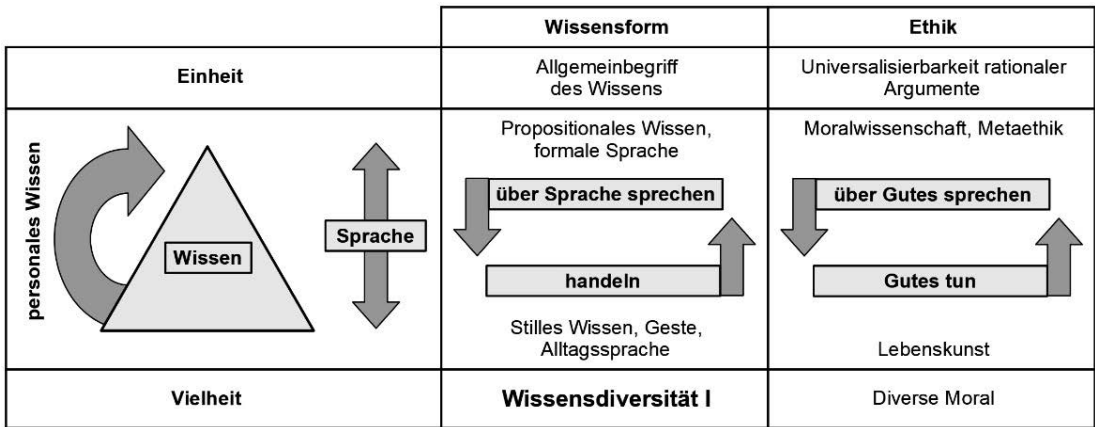 Wissensform
Ethik
Einheit
Allgemeinbegriff
des Wissens
Universalisierbarkeit rationaler
Argumente
personales Wissen
Wissen
Sprache
Propositionales Wissen,
formale Sprache
über Sprache sprechen
handeln
Stilles Wissen, Geste,
Alltagssprache
Moralwissenschaft, Metaethik
über Gutes sprechen
Gutes tun
Lebenskunst
Vielheit
Wissensdiversität I
Diverse Moral